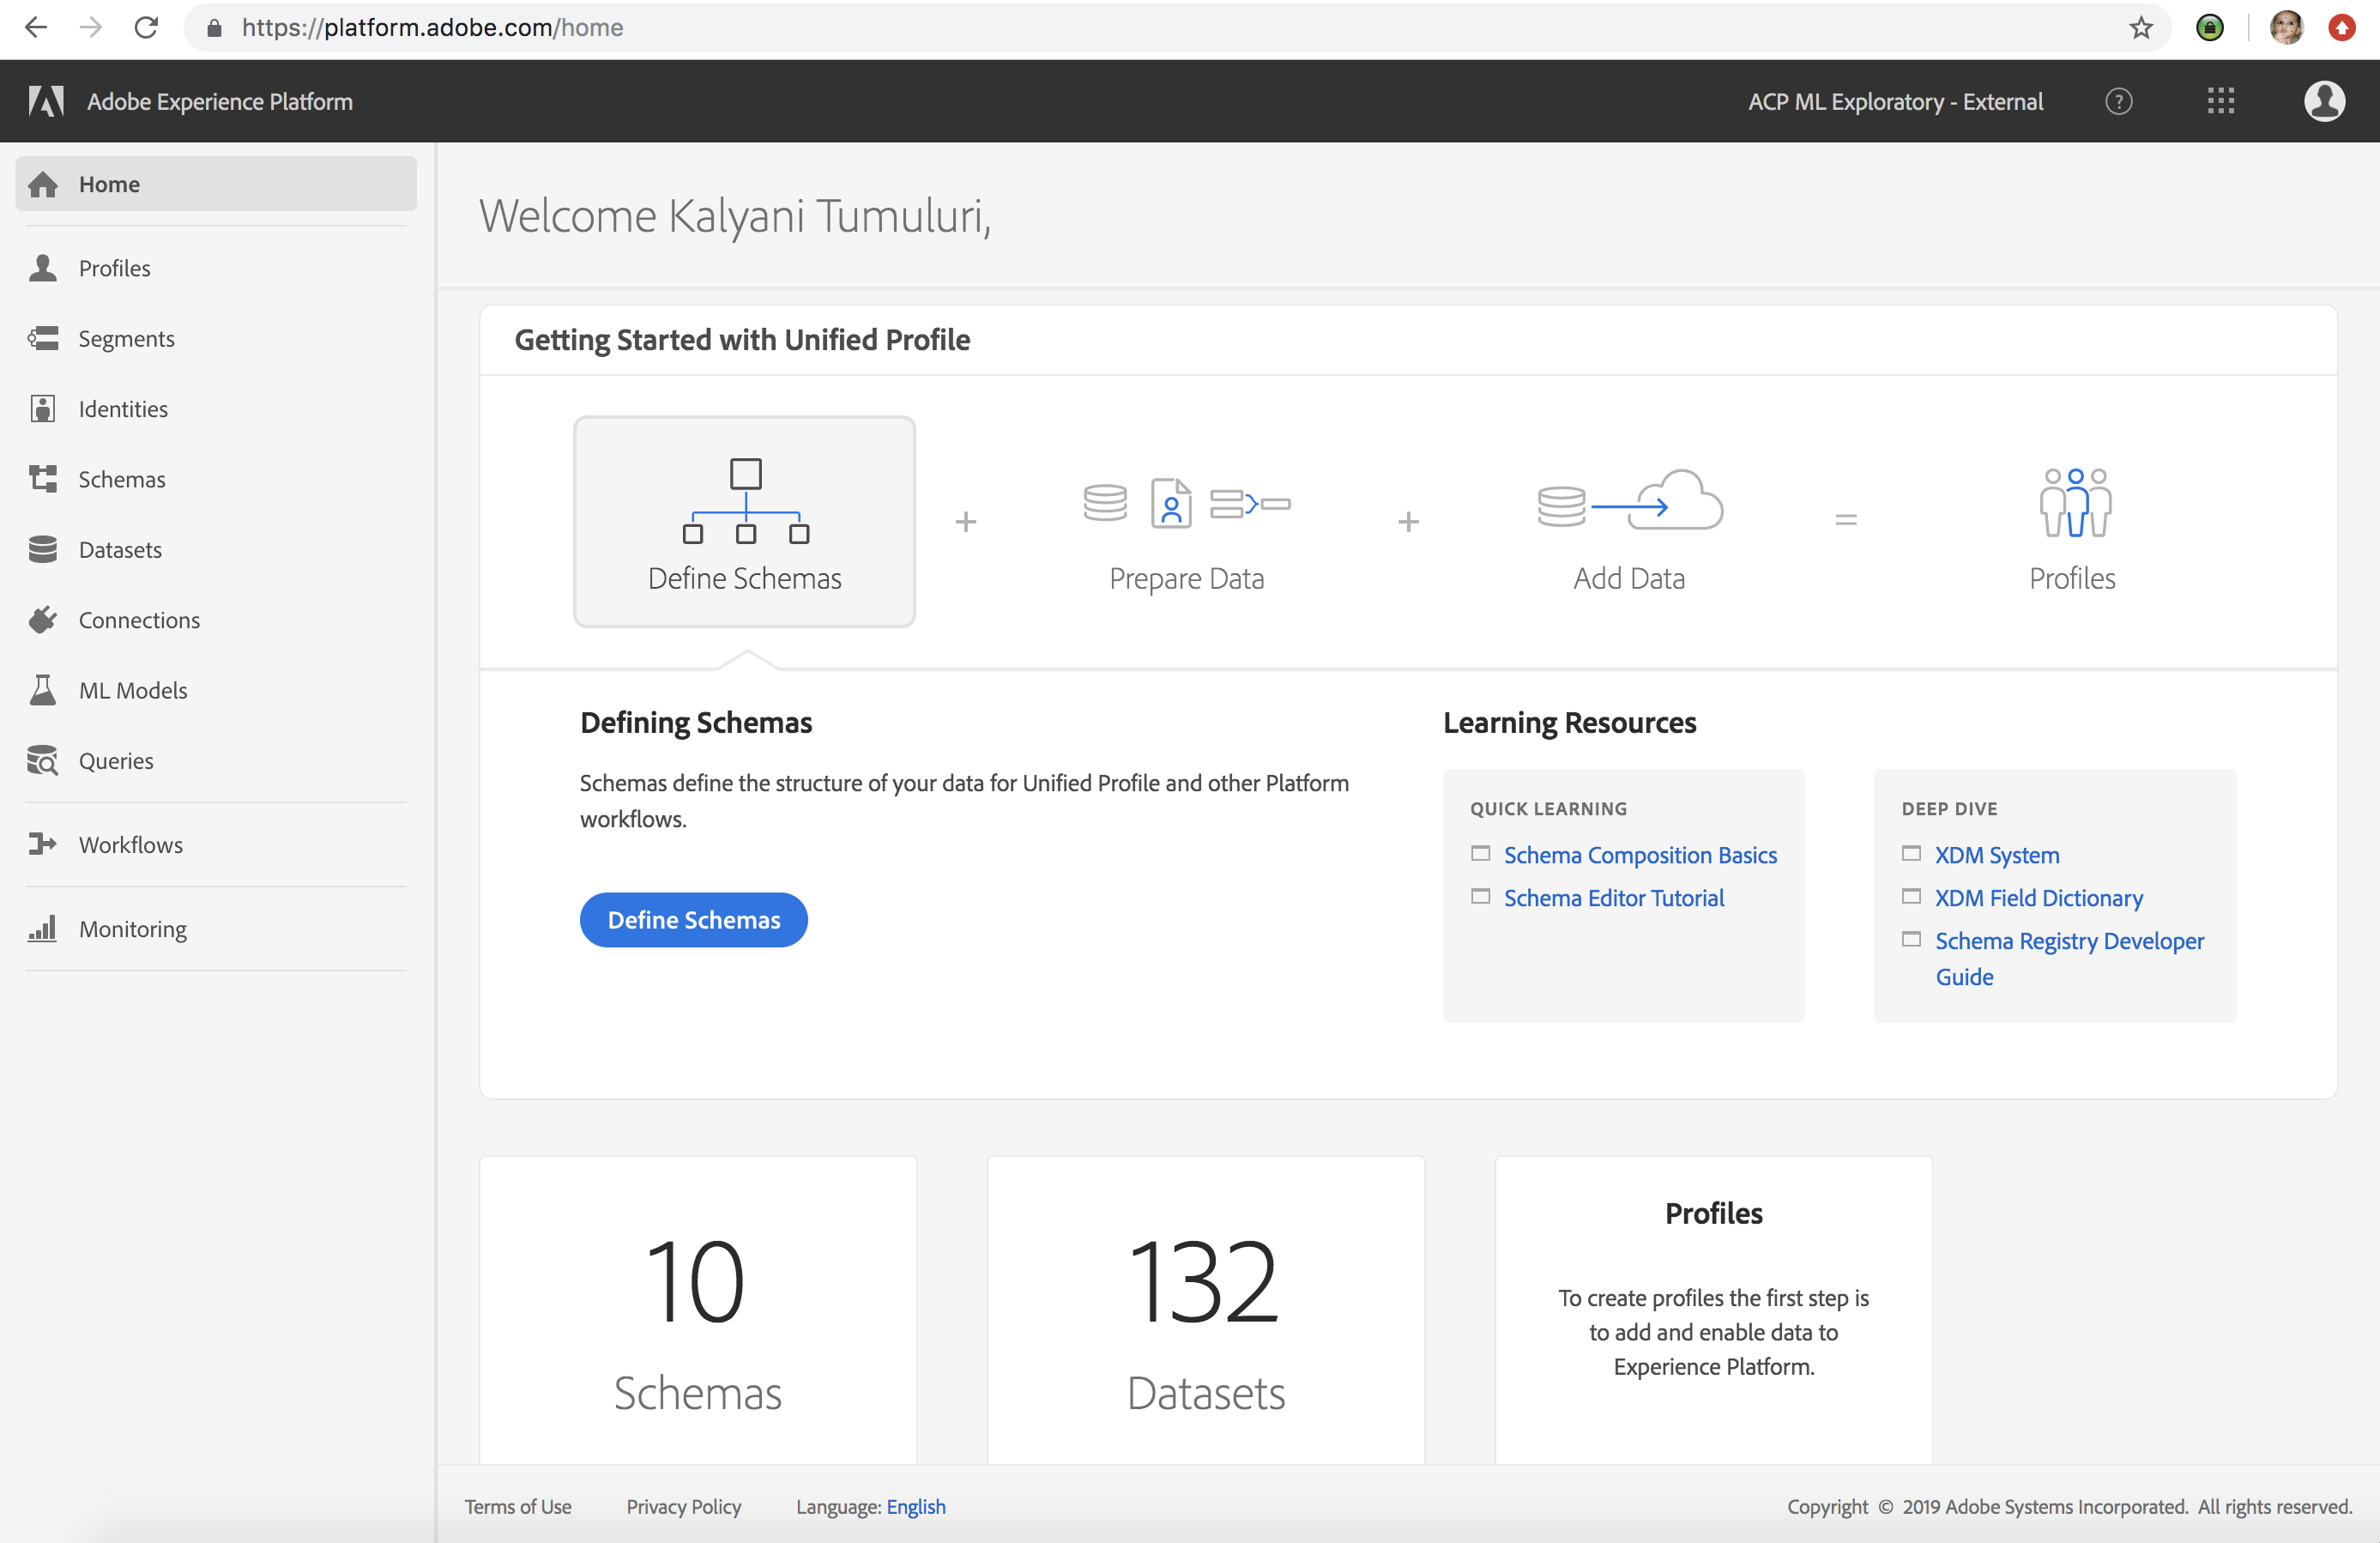 https://platform.adobe.com/home
Adobe Experience Platform
ACP ML Exploratory - External
?
Home
Profiles
Segments
Identities
Schemas
Datasets
Connections
ML Models
Queries
Workflows
Monitoring
Welcome Kalyani Tumuluri,
Getting Started with Unified Profile
Define Schemas
+
Prepare Data
+
Add Data
=
Profiles
Defining Schemas
Schemas define the structure of your data for Unified Profile and other Platform
workflows.
Define Schemas
Learning Resources
QUICK LEARNING
Schema Composition Basics
Schema Editor Tutorial
DEEP DIVE
XDM System
XDM Field Dictionary
Schema Registry Developer
Guide
10
Schemas
132
Datasets
Profiles
To create profiles the first step is
to add and enable data to
Experience Platform.
Terms of Use
Privacy Policy
Language: English
Copyright © 2019 Adobe Systems Incorporated. All rights reserved.